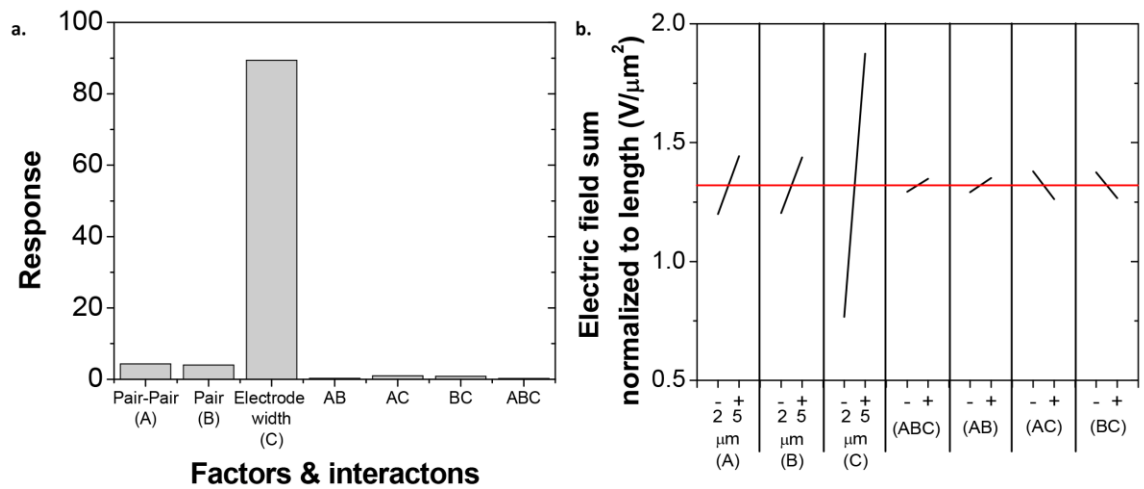 a.
Response
100
80
60
40
20
0
Pair-Pair
(A)
Pair
(B)
Electrode
width
(C)
AB
AC
BC
ABC
Factors & interactons
b.
Electric field sum
normalized to length (V/μm²)
2.0
1.5
1.0
0.5
- +
2 5
μm
(A)
- +
2 5
μm
(B)
- +
2 5
μm
(C)
- +
(ABC)
- +
(AB)
- +
(AC)
- +
(BC)